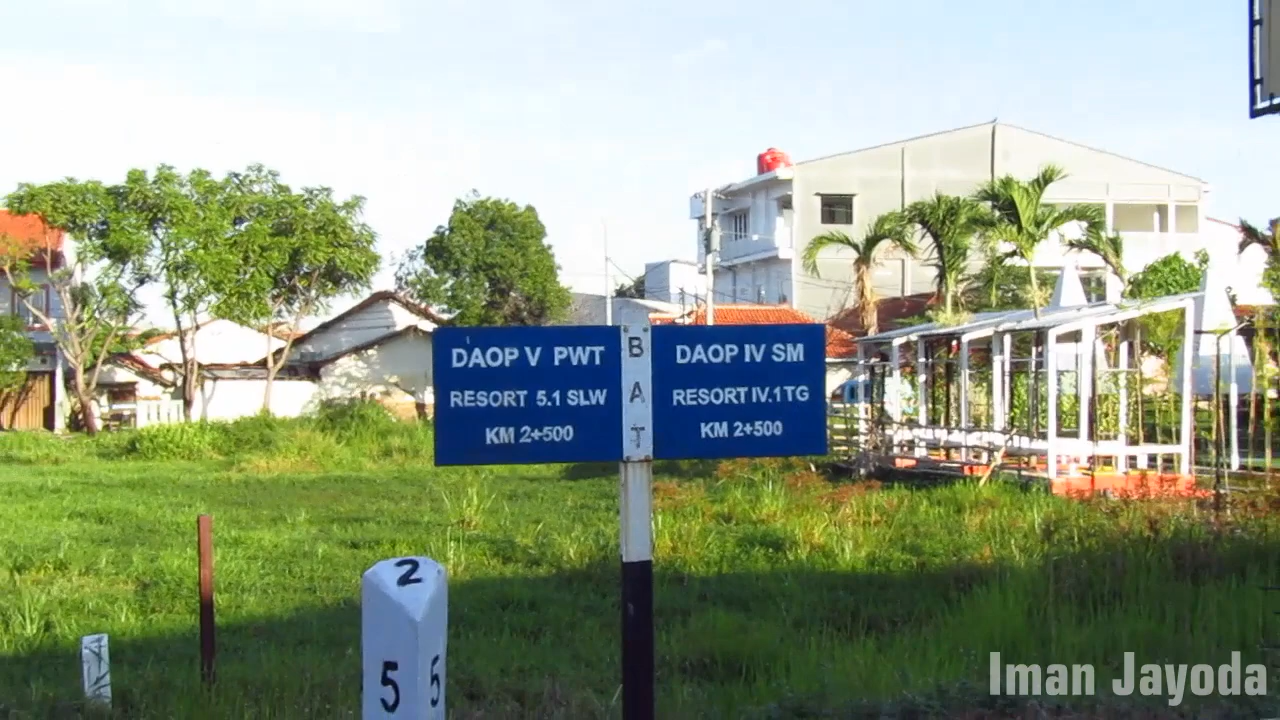 DAOP V PWT
RESORT 5.1 SLW
KM 2+500
B
A
T
DAOP IV SM
RESORT IV.1 TG
KM 2+500
2
5 5
Iman Jayoda